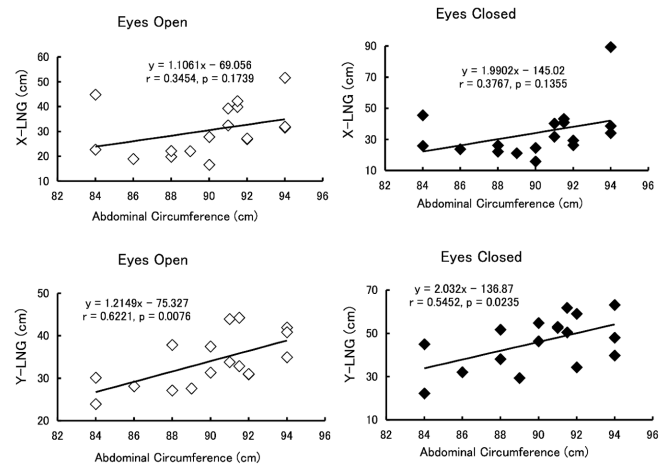 Eyes Open
y = 1.1061x − 69.056
r = 0.3454, p = 0.1739
X-LNG (cm)
60
50
40
30
20
10
82 84 86 88 90 92 94 96
Abdominal Circumference (cm)
Eyes Closed
y = 1.9902x − 145.02
r = 0.3767, p = 0.1355
X-LNG (cm)
90
70
50
30
10
82 84 86 88 90 92 94 96
Abdominal Circumference (cm)
Eyes Open
y = 1.2149x − 75.327
r = 0.6221, p = 0.0076
Y-LNG (cm)
50
40
30
20
82 84 86 88 90 92 94 96
Abdominal Circumference (cm)
Eyes Closed
y = 2.032x − 136.87
r = 0.5452, p = 0.0235
Y-LNG (cm)
70
50
30
10
82 84 86 88 90 92 94 96
Abdominal Circumference (cm)